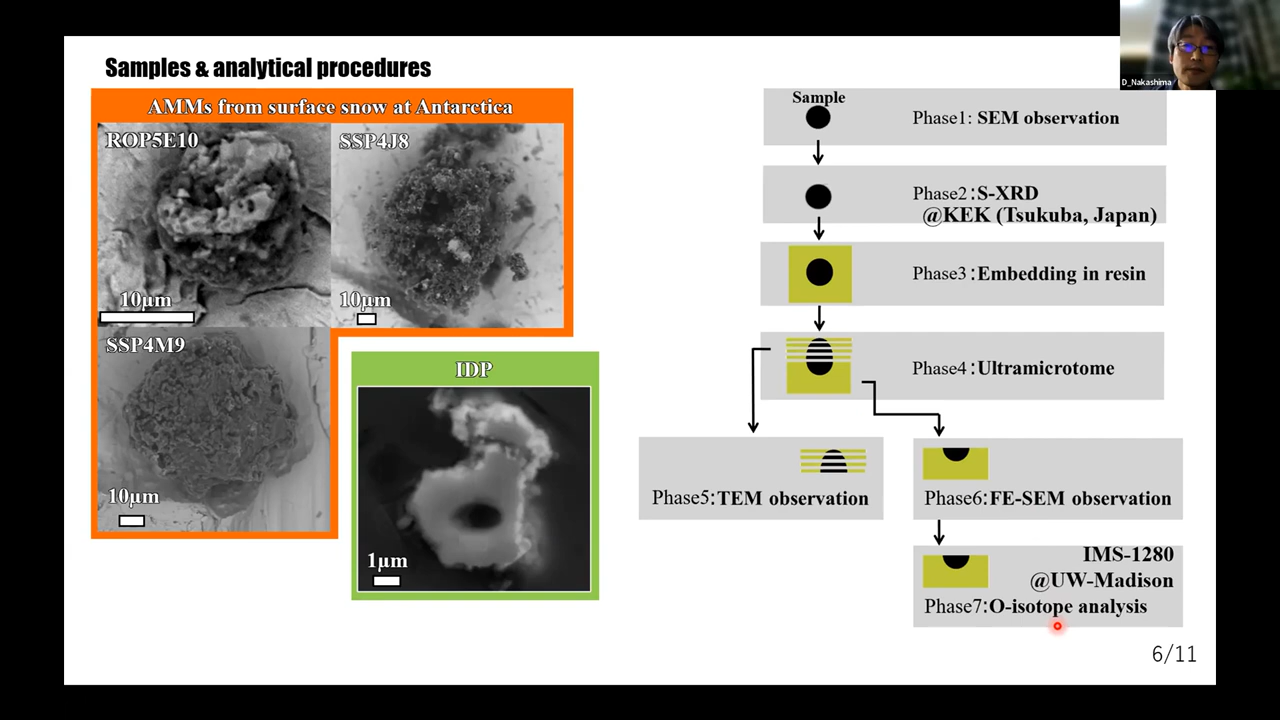 Samples & analytical procedures
AMMs from surface snow at Antarctica
ROP5E10
SSP4J8
10μm
10μm
SSP4M9
10μm
IDP
1μm
Sample
Phase1: SEM observation
Phase2:S-XRD
@KEK (Tsukuba, Japan)
Phase3:Embedding in resin
Phase4:Ultramicrotome
Phase5:TEM observation
Phase6:FE-SEM observation
IMS-1280
@UW-Madison
Phase7:O-isotope analysis
6/11
D_Nakashima